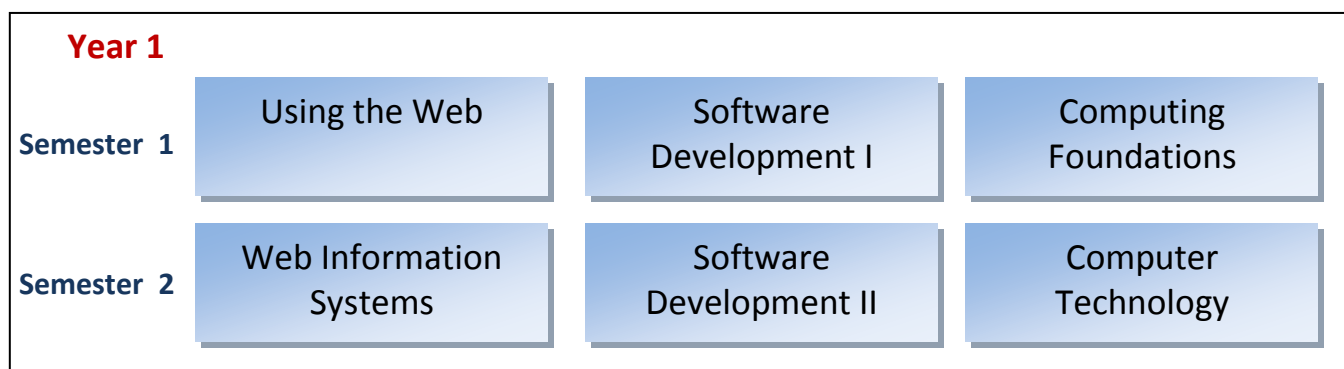 Year 1
Semester 1
Using the Web
Software
Development I
Computing
Foundations
Semester 2
Web Information
Systems
Software
Development II
Computer
Technology